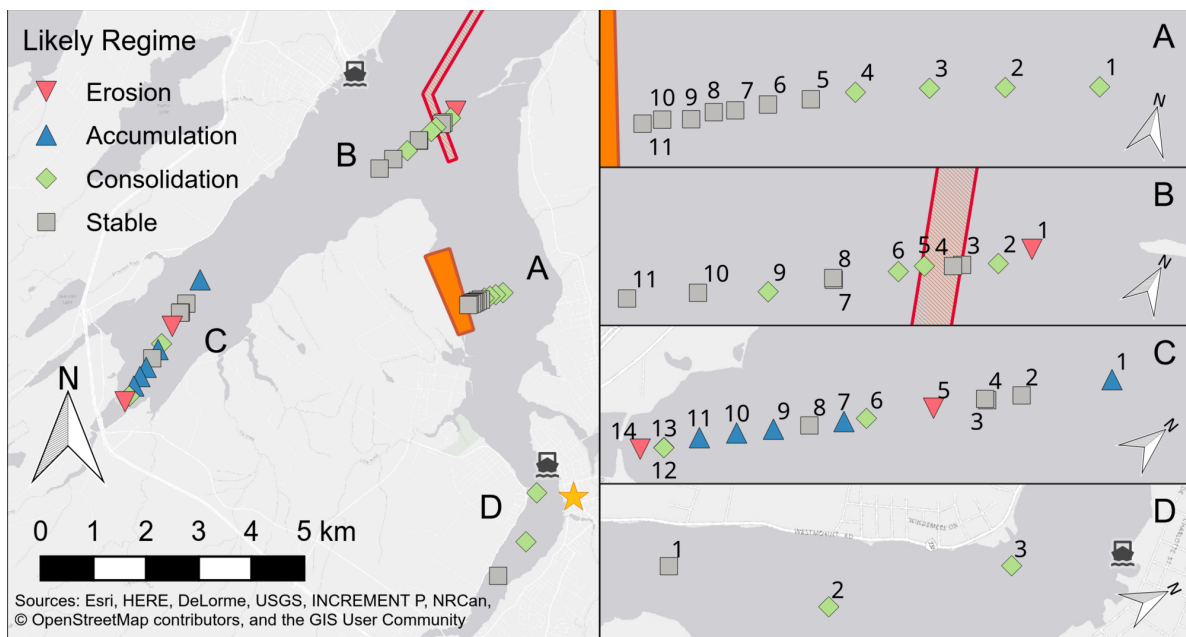 Likely Regime
Erosion
Accumulation
Consolidation
Stable
B
A
C
N
D
0 1 2 3 4 5 km
Sources: Esri, HERE, DeLorme, USGS, INCREMENT P, NRCan,
© OpenStreetMap contributors, and the GIS User Community
A
11 10 9 8 7 6 5 4 3 2 1
N
B
11 10 9 8 7 6 5 4 3 2 1
N
C
14 13 12 11 10 9 8 7 6 5 4 3 2 1
N
D
1 2 3
N